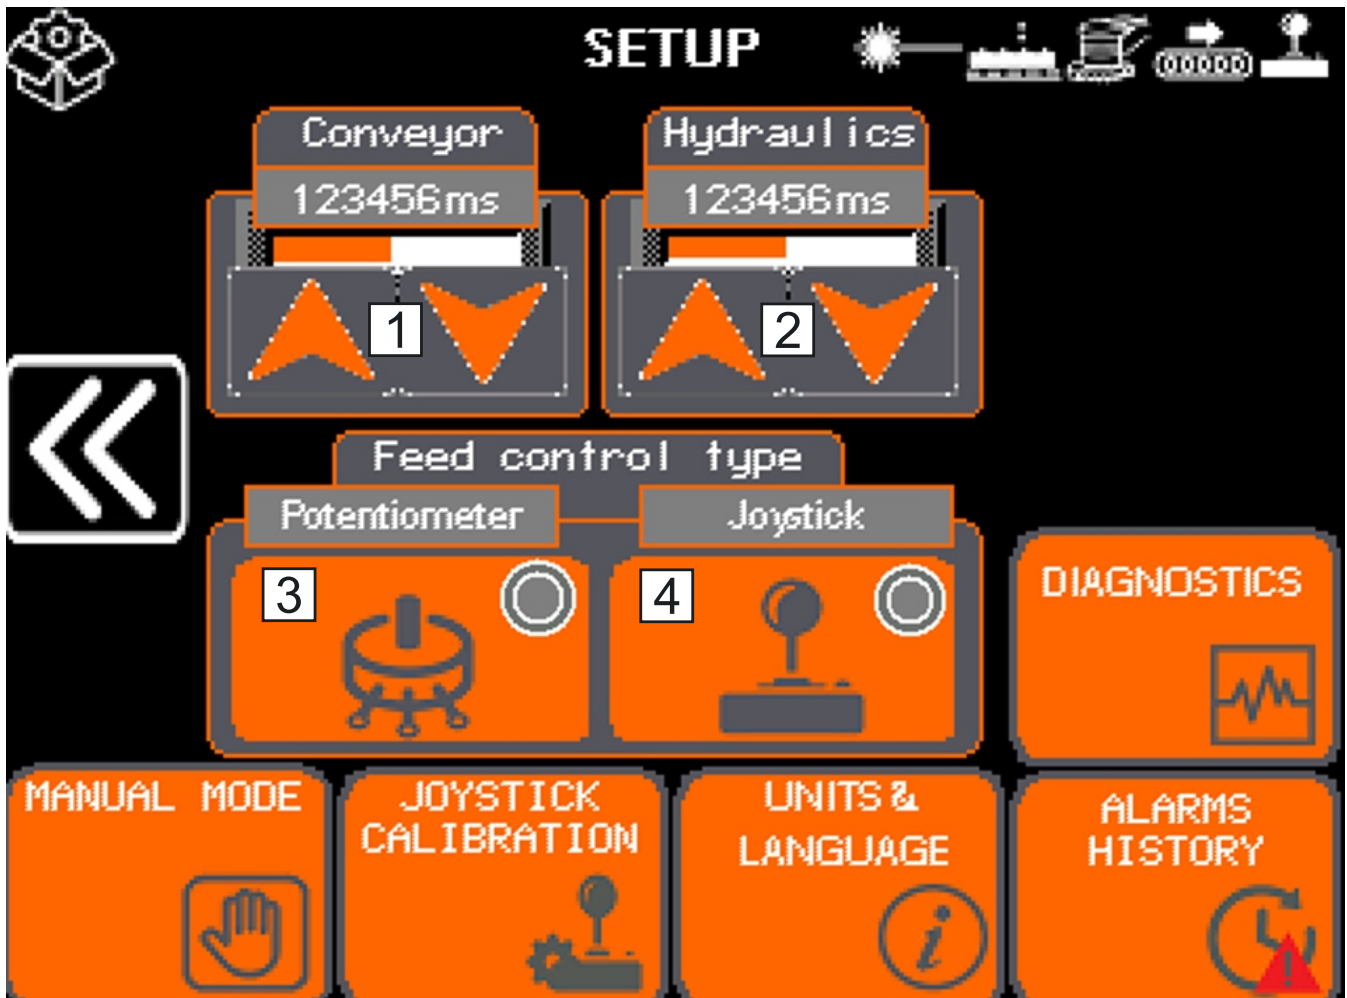 SETUP
Conveyor
123456ms
1
Hydraulics
123456ms
2
Feed control type
Potentiometer
3
Joystick
4
DIAGNOSTICS
MANUAL MODE
JOYSTICK
CALIBRATION
UNITS &
LANGUAGE
i
ALARMS
HISTORY
!